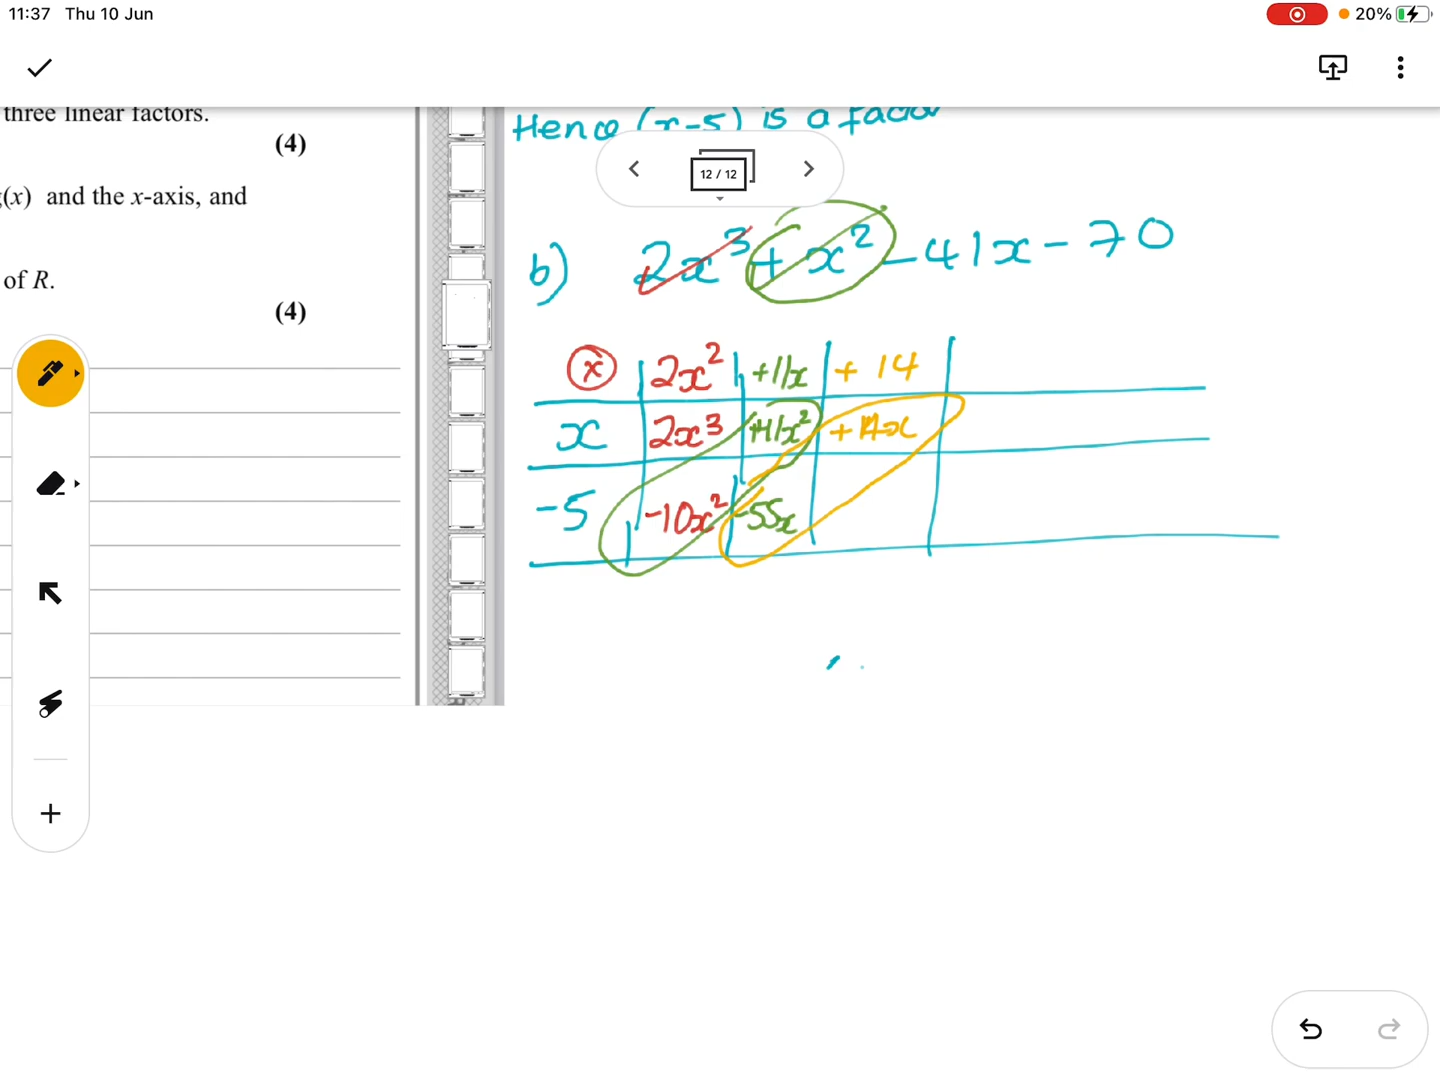 11:37 Thu 10 Jun 20%
three linear factors.
(4)
(x) and the x-axis, and
of R.
(4)
Hence (x-5) is a factor
12 / 12
b) 2x³ + x² - 41x - 70
x 2x² +11x + 14
x 2x³ +11x² +14x
-5 -10x² -55x